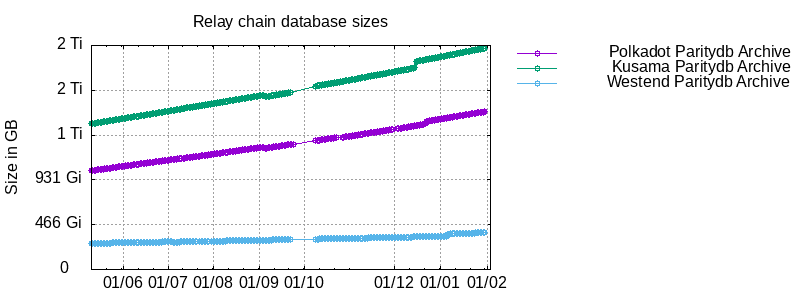 Relay chain database sizes
Size in GB
2 Ti
2 Ti
1 Ti
931 Gi
466 Gi
0
01/06 01/07 01/08 01/09 01/10 01/12 01/01 01/02
Polkadot Paritydb Archive
Kusama Paritydb Archive
Westend Paritydb Archive